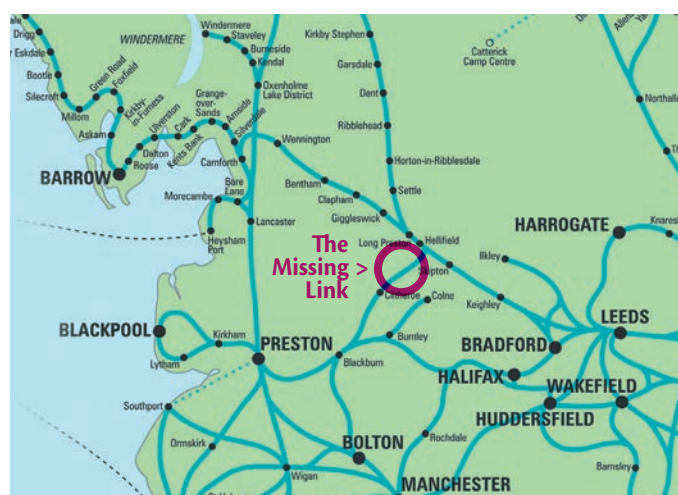 Drigg
Eskdale
Bootle
Silecroft
Millom
Green Road
Foxfield
Kirkby-
in-Furness
Askam
BARROW
Roose
Dalton
Ulverston
Cark
Kents Bank
Grange-
over-
Sands
Arnside
Silverdale
Carnforth
WINDERMERE
Windermere
Staveley
Burneside
Kendal
Oxenholme
Lake District
Kirkby Stephen
Garsdale
Dent
Ribblehead
Horton-in-Ribblesdale
Settle
Catterick
Camp Centre
Northaller
Wennington
Bentham
Clapham
Giggleswick
Long Preston
Hellifield
Skipton
Morecambe
Bare
Lane
Lancaster
Heysham
Port
The
Missing >
Link
Clitheroe
Colne
Ilkley
Keighley
HARROGATE
Knares
LEEDS
BRADFORD
HALIFAX
WAKEFIELD
HUDDERSFIELD
BLACKPOOL
Kirkham
Lytham
PRESTON
Blackburn
Burnley
Southport
Ormskirk
BOLTON
Rochdale
Wigan
MANCHESTER
Barnsley